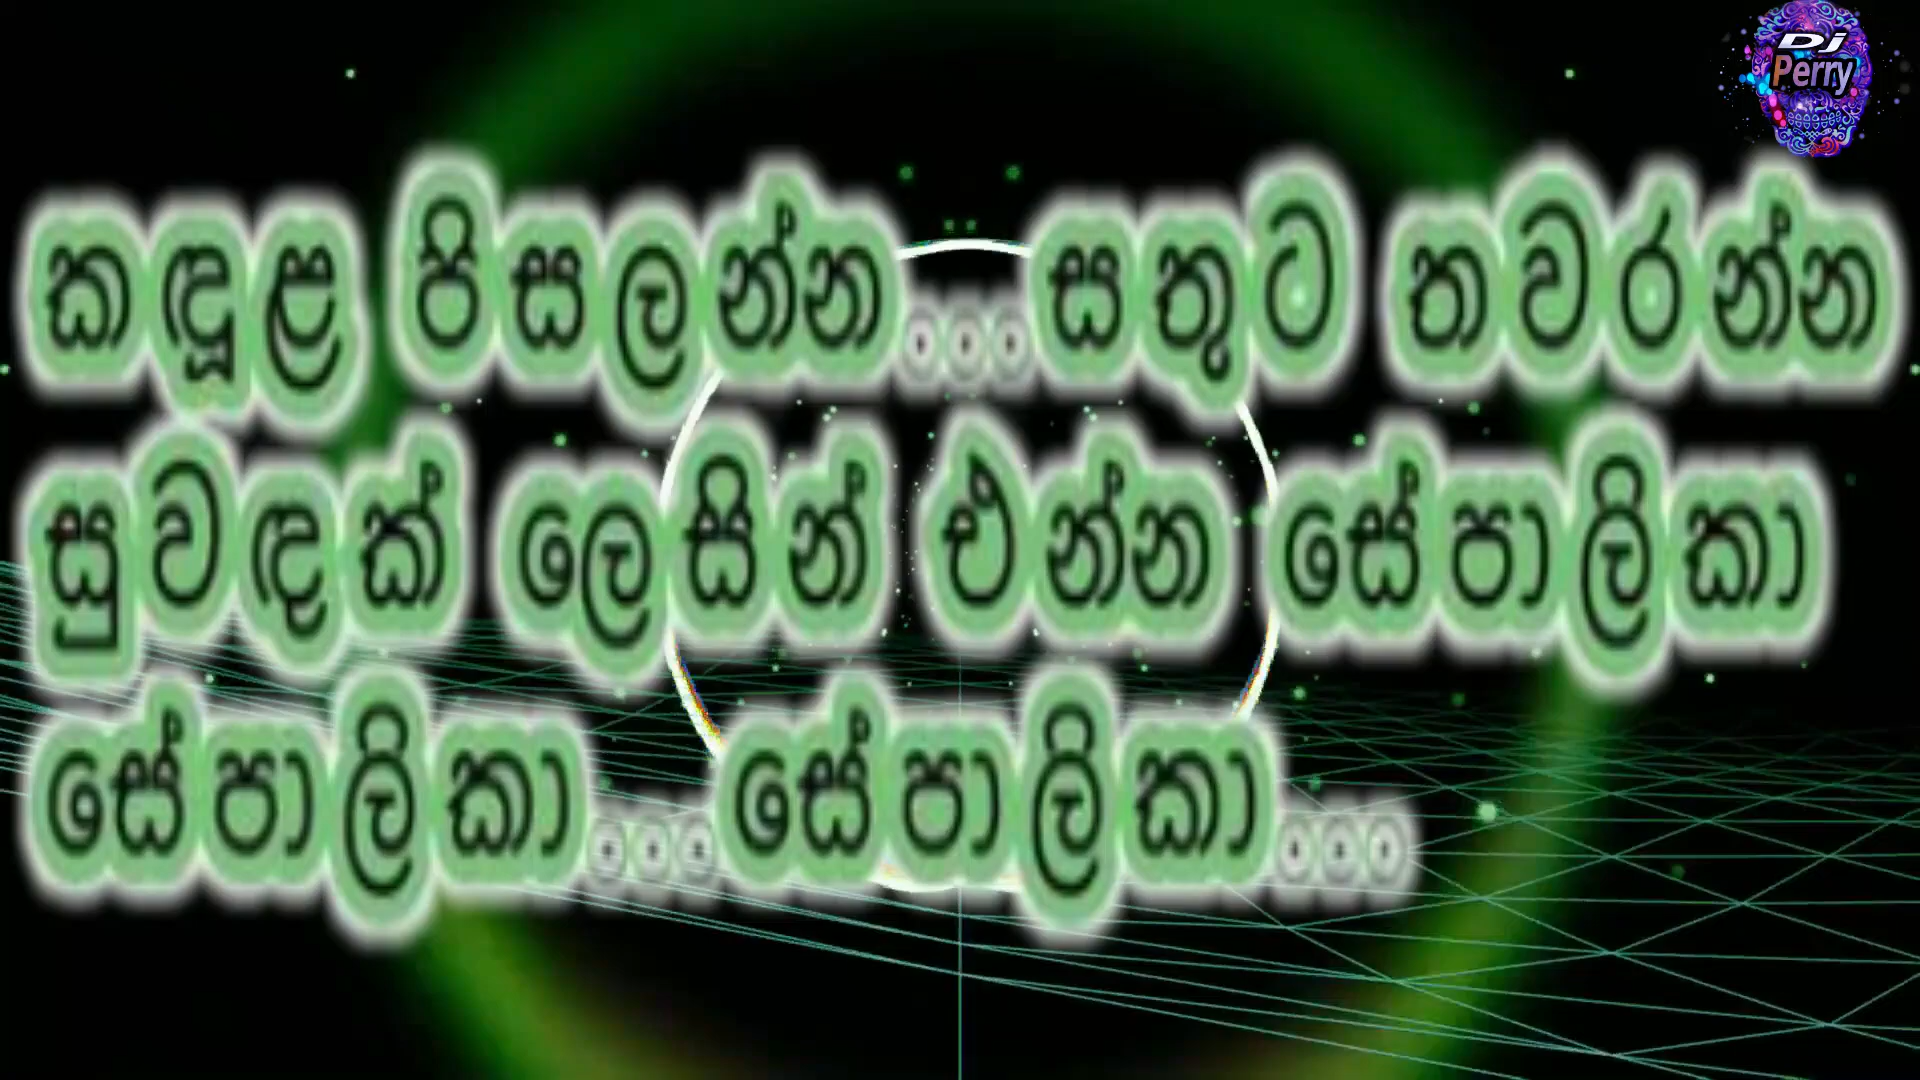 Dj
Perry
කඳුළ පිසලන්න...සතුට තවරන්න
සුවඳක් ලෙසින් එන්න සේපාලිකා
සේපාලිකා...සේපාලිකා...